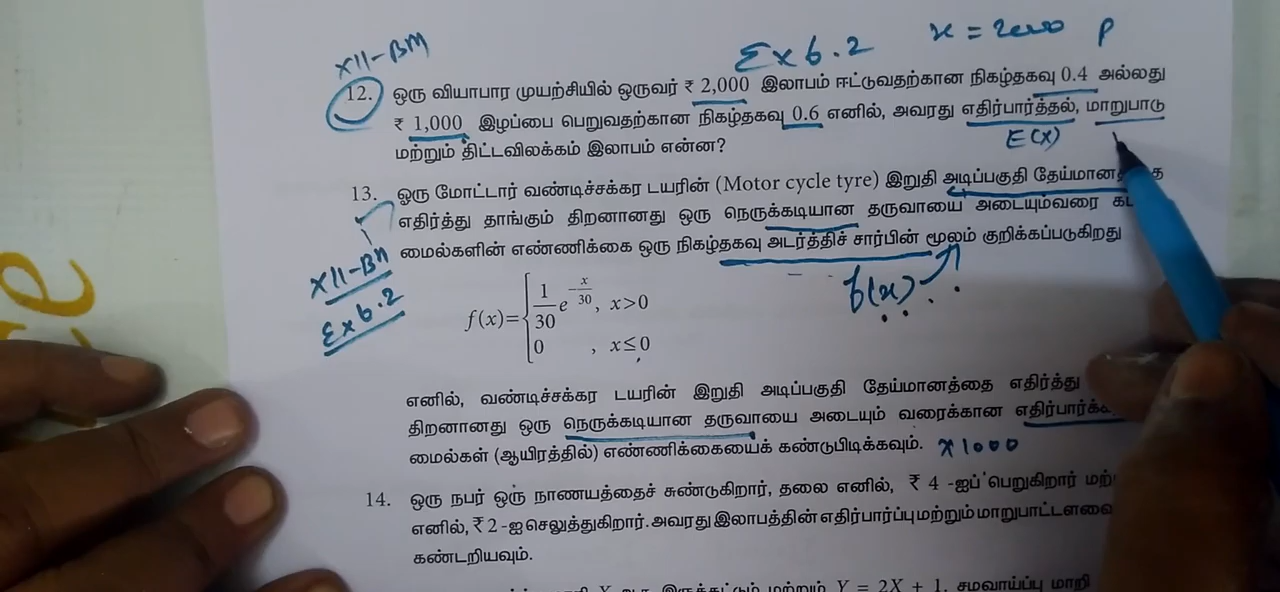 XII-BM
Ex 6.2
x = 2000 P
12. ஒரு வியாபார முயற்சியில் ஒருவர் ₹ 2,000 இலாபம் ஈட்டுவதற்கான நிகழ்தகவு 0.4 அல்லது
₹ 1,000 இழப்பை பெறுவதற்கான நிகழ்தகவு 0.6 எனில், அவரது எதிர்பார்த்தல், மாறுபாடு
E(X)
மற்றும் திட்டவிலக்கம் இலாபம் என்ன?
13. ஓரு மோட்டார் வண்டிச்சக்கர டயரின் (Motor cycle tyre) இறுதி அடிப்பகுதி
எதிர்த்து தாங்கும் திறனானது ஒரு நெருக்கடியான தருவாயை அடையும்வரை
மைல்களின் எண்ணிக்கை ஒரு நிகழ்தகவு அடர்த்திச் சார்பின் மூலம் குறிக்கப்படுகிறது
XII-BM
Ex 6.2
f(x)
f(x)= { 1/30 e^{-x/30}, x>0
0 , x≤0
எனில், வண்டிச்சக்கர டயரின் இறுதி அடிப்பகுதி தேய்மானத்தை எதிர்த்து
திறனானது ஒரு நெருக்கடியான தருவாயை அடையும் வரைக்கான
மைல்கள் (ஆயிரத்தில்) எண்ணிக்கையைக் கண்டுபிடிக்கவும். x 1000
14. ஒரு நபர் ஒரு நாணயத்தைச் சுண்டுகிறார், தலை எனில், ₹ 4 -ஐப் பெறுகிறார்
எனில், ₹ 2 -ஐ செலுத்துகிறார். அவரது இலாபத்தின் எதிர்பார்ப்பு மற்றும்
கண்டறியவும்.
Y = 2X + 1,